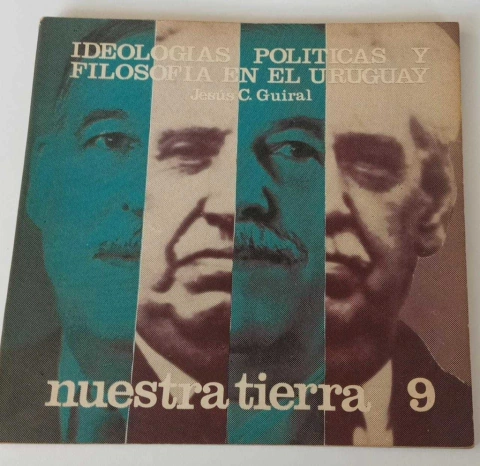 IDEOLOGIAS POLITICAS Y
FILOSOFIA EN EL URUGUAY
Jesús C. Guiral
nuestra tierra 9